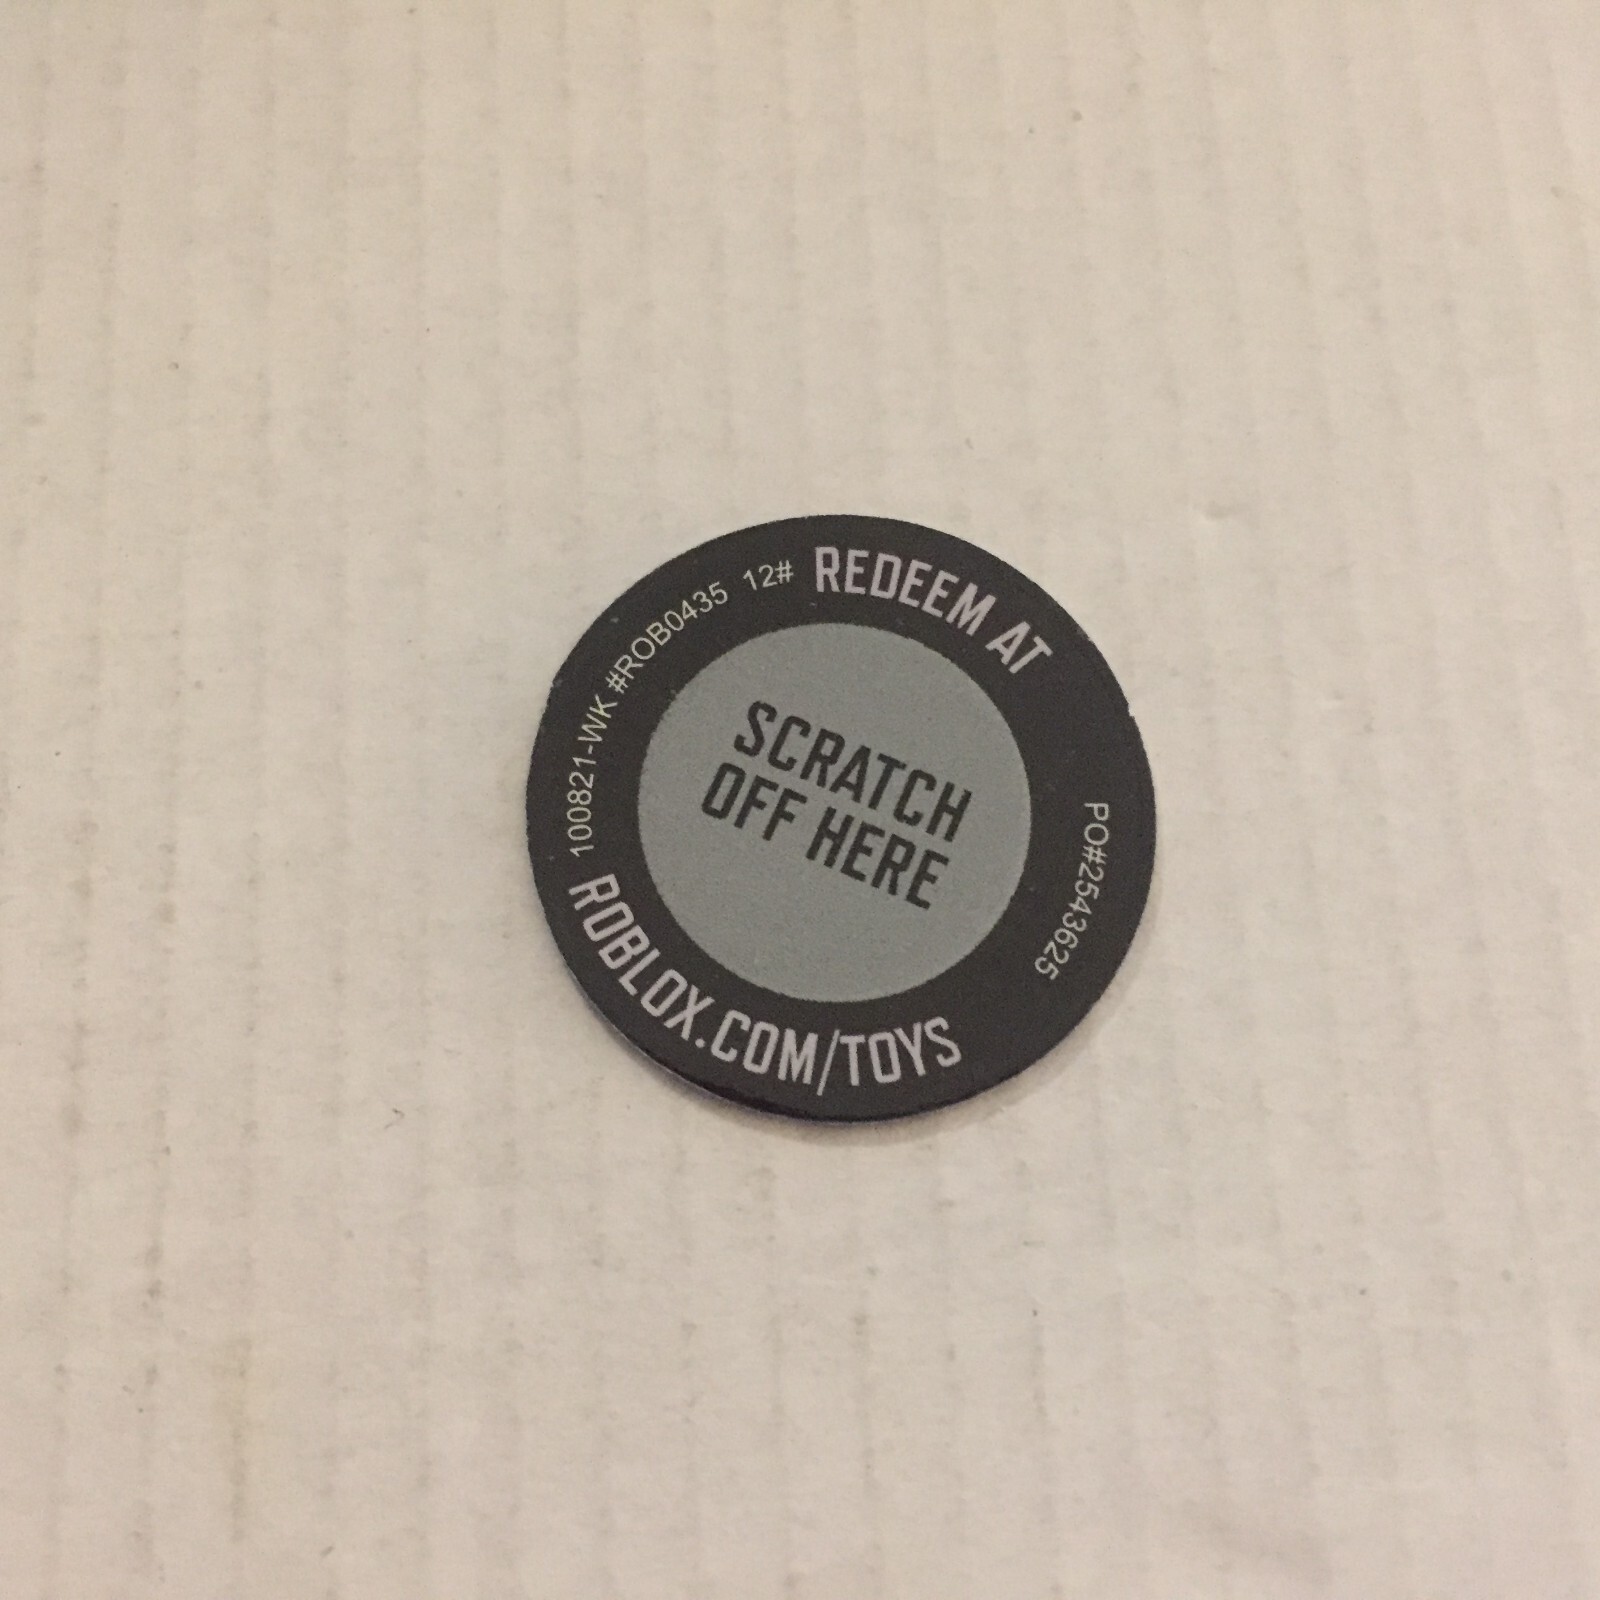 REDEEM AT
SCRATCH
OFF HERE
ROBLOX.COM/TOYS
100821-WK #ROB0435 12#
PO#2543625